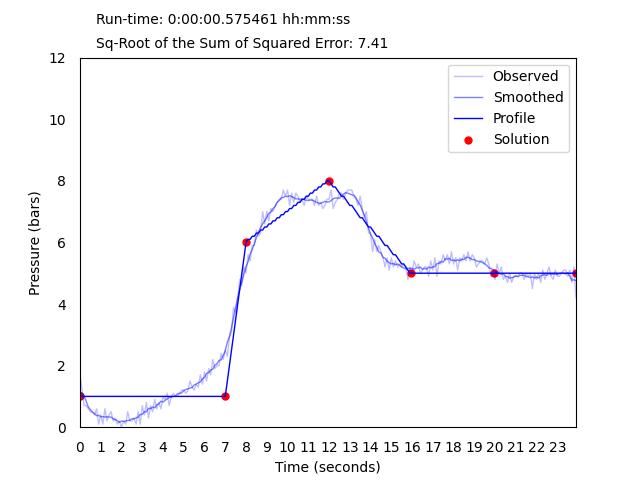 Run-time: 0:00:00.575461 hh:mm:ss
Sq-Root of the Sum of Squared Error: 7.41
12
10
8
6
4
2
0
Pressure (bars)
Observed
Smoothed
Profile
Solution
0 1 2 3 4 5 6 7 8 9 10 11 12 13 14 15 16 17 18 19 20 21 22 23
Time (seconds)